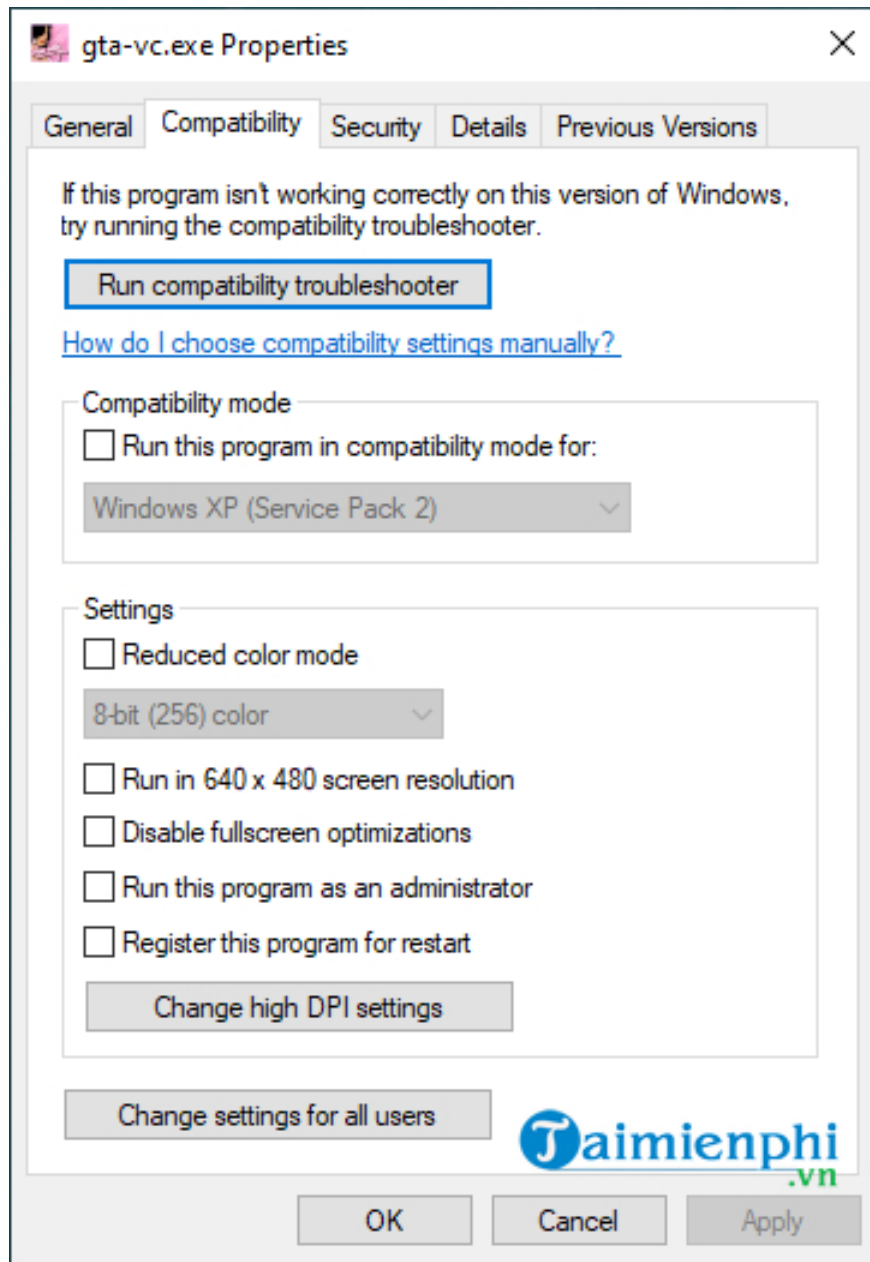 gta-vc.exe Properties
General Compatibility Security Details Previous Versions
If this program isn't working correctly on this version of Windows,
try running the compatibility troubleshooter.
Run compatibility troubleshooter
How do I choose compatibility settings manually?
Compatibility mode
Run this program in compatibility mode for:
Windows XP (Service Pack 2)
Settings
Reduced color mode
8-bit (256) color
Run in 640 x 480 screen resolution
Disable fullscreen optimizations
Run this program as an administrator
Register this program for restart
Change high DPI settings
Change settings for all users
Taimienphi
.vn
OK Cancel Apply